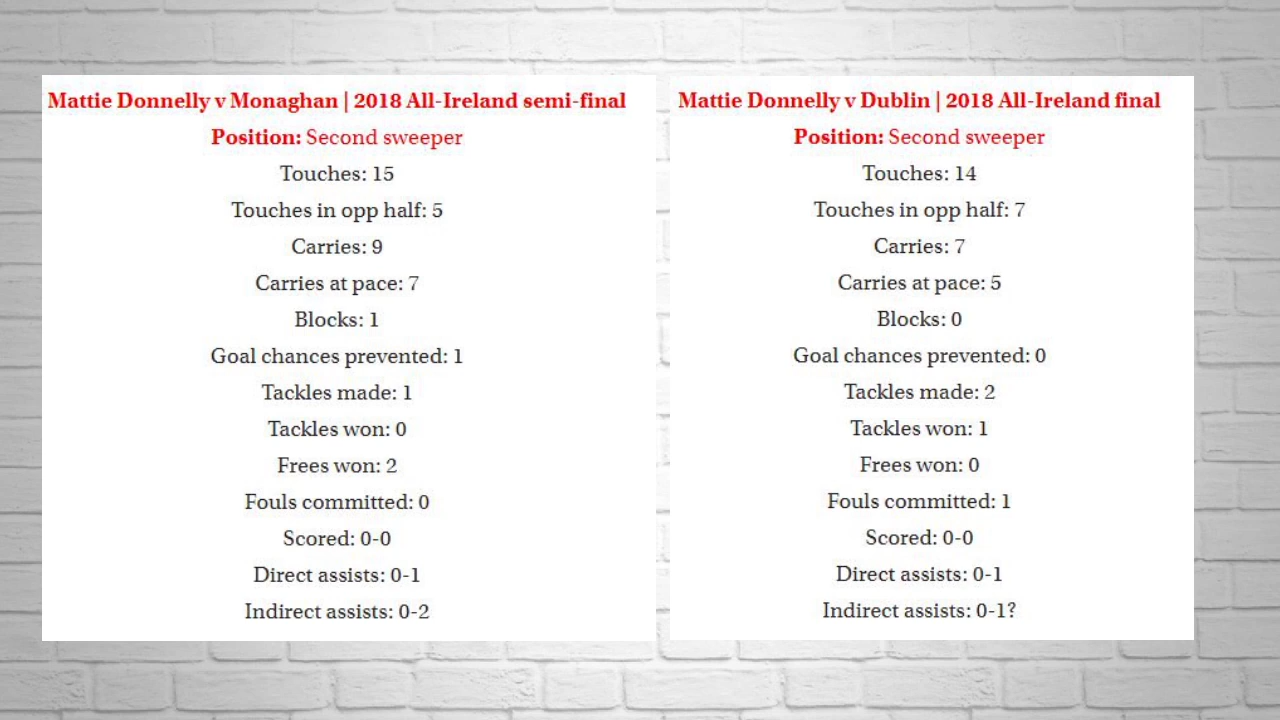 Mattie Donnelly v Monaghan | 2018 All-Ireland semi-final
Position: Second sweeper
Touches: 15
Touches in opp half: 5
Carries: 9
Carries at pace: 7
Blocks: 1
Goal chances prevented: 1
Tackles made: 1
Tackles won: 0
Frees won: 2
Fouls committed: 0
Scored: 0-0
Direct assists: 0-1
Indirect assists: 0-2
Mattie Donnelly v Dublin | 2018 All-Ireland final
Position: Second sweeper
Touches: 14
Touches in opp half: 7
Carries: 7
Carries at pace: 5
Blocks: 0
Goal chances prevented: 0
Tackles made: 2
Tackles won: 1
Frees won: 0
Fouls committed: 1
Scored: 0-0
Direct assists: 0-1
Indirect assists: 0-1?